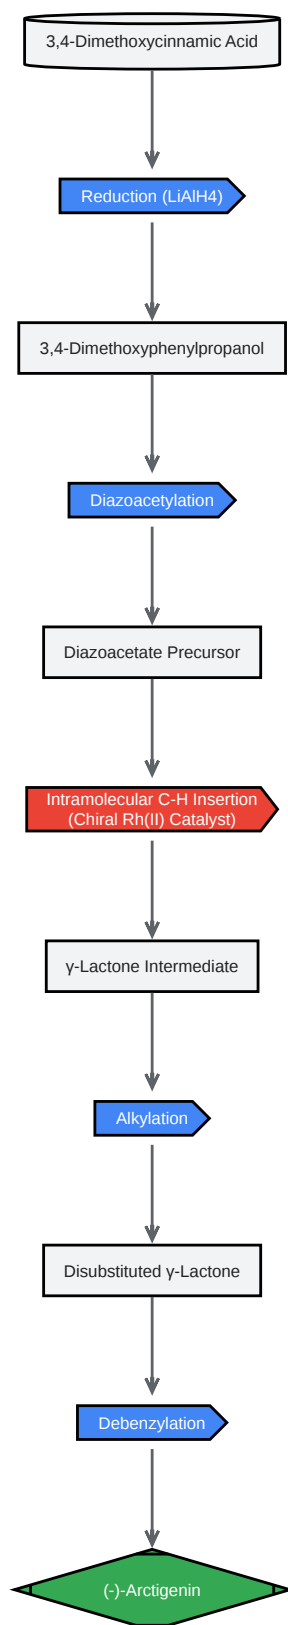 3,4-Dimethoxycinnamic Acid
Reduction (LiAlH4)
3,4-Dimethoxyphenylpropanol
Diazoacetylation
Diazoacetate Precursor
Intramolecular C-H Insertion
(Chiral Rh(II) Catalyst)
γ-Lactone Intermediate
Alkylation
Disubstituted γ-Lactone
Debenzylation
(-)-Arctigenin